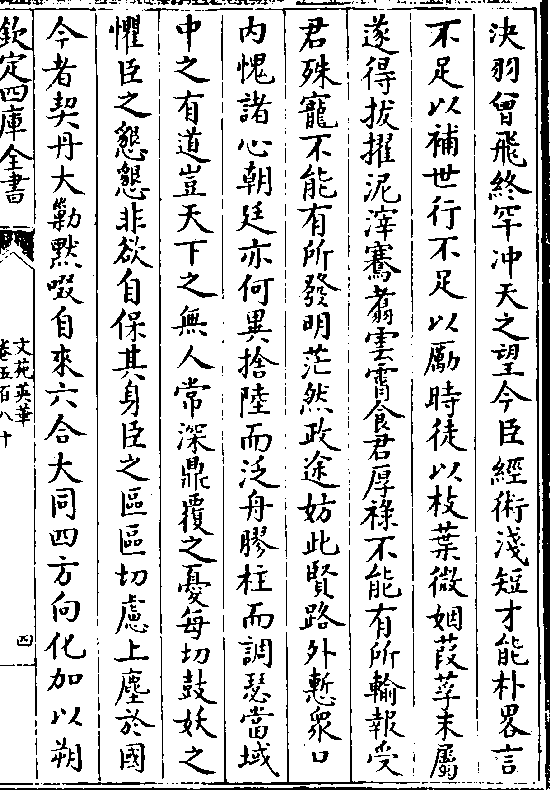 決羽曾飛終罕冲天之望今臣經術淺短才能朴畧言
不足以補世行不足以勵時徒以枝葉微姻葭莩末屬
遂得拔擢泥滓騫翥雲霄食君厚祿不能有所輸報受
君殊寵不能有所發明茫然政途妨此賢路外慙衆口
内愧諸心朝廷亦何異捨陸而泛舟膠柱而調瑟當域
中之有道豈天下之無人常深鼎覆之憂每切鼓妖之
懼臣之懇懇非欲自保其身臣之區區切慮上塵於國
今者契丹大勦默啜自來六合大同四方向化加以朔
欽定四庫全書
文苑英華
卷五百八十
四